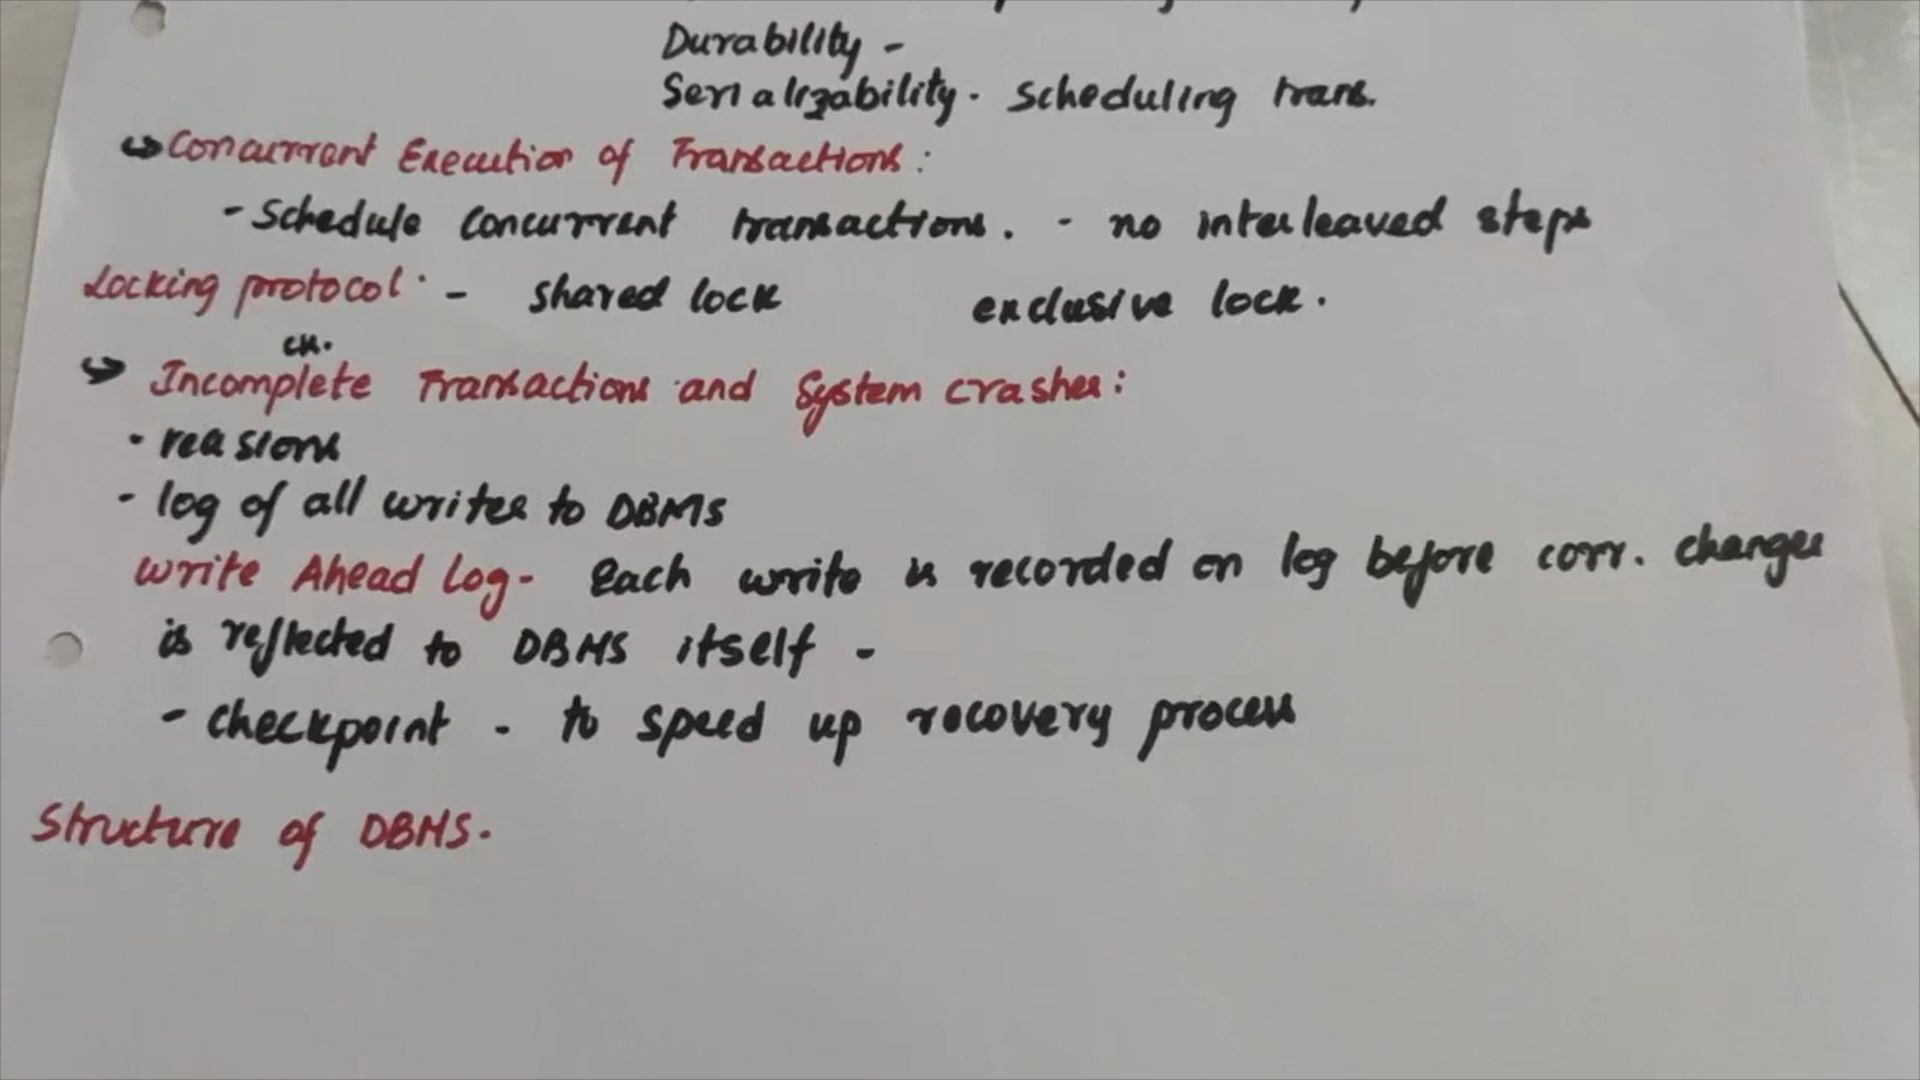 Durability -
Serializability - Scheduling trans.
↪ Concurrent Execution of Transactions :
- Schedule concurrent transactions. - no interleaved steps
Locking protocol - shared lock exclusive lock.
ex.
↪ Incomplete Transactions and System crashes :
- reasions
- log of all writes to DBMS
Write Ahead Log - Each write is recorded on log before corr. changes
is reflected to DBMS itself -
- checkpoint - to speed up recovery process
Structure of DBMS.